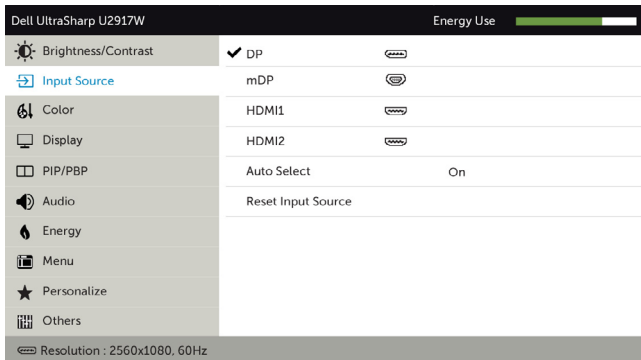 Dell UltraSharp U2917W Energy Use
Brightness/Contrast
Input Source
Color
Display
PIP/PBP
Audio
Energy
Menu
Personalize
Others
DP
mDP
HDMI1
HDMI2
Auto Select On
Reset Input Source
Resolution : 2560x1080, 60Hz